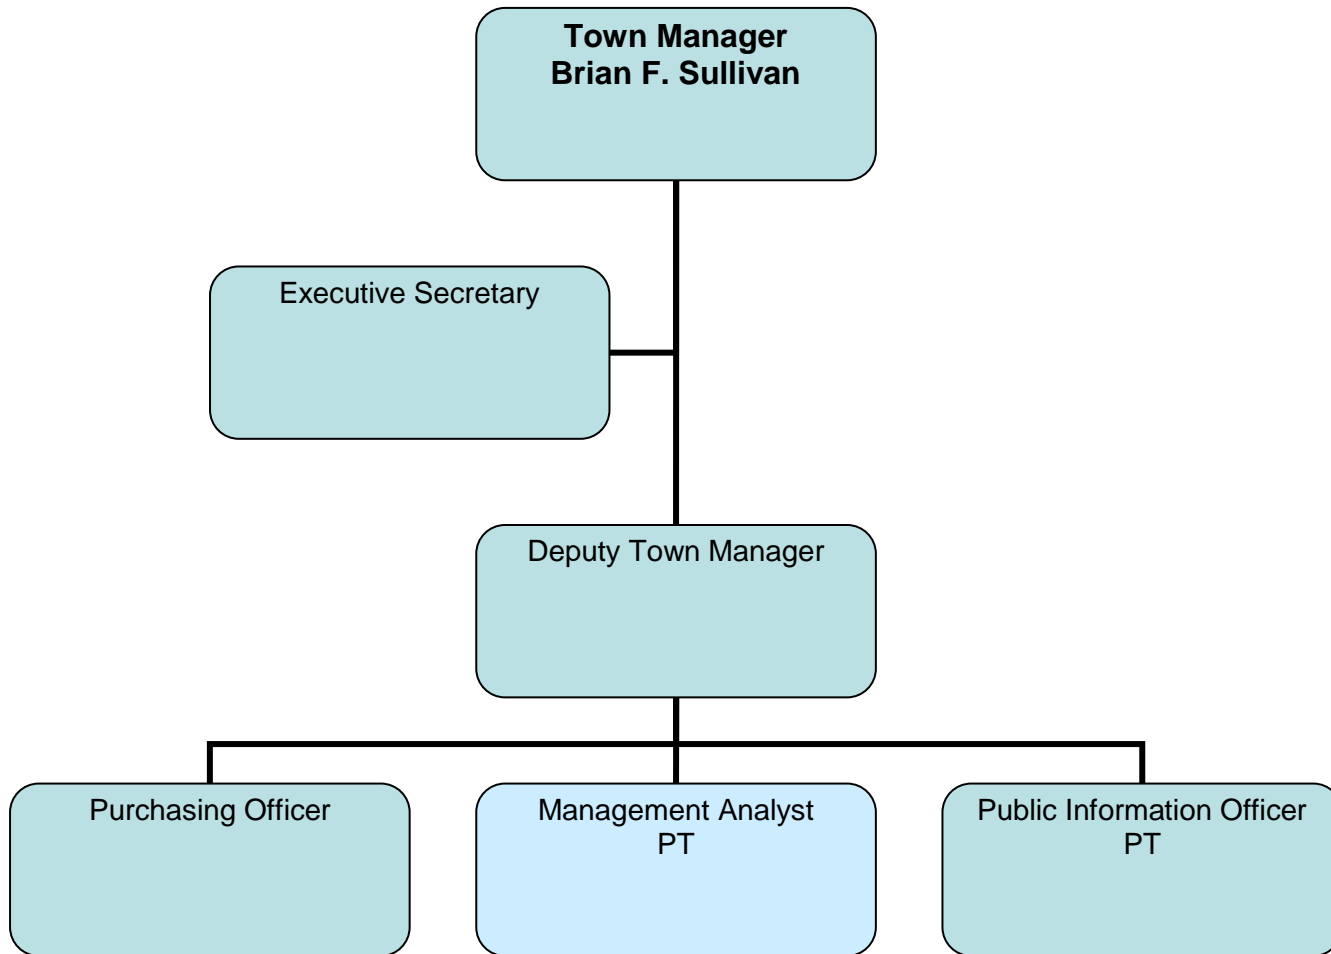 Town Manager
Brian F. Sullivan
Executive Secretary
Deputy Town Manager
Purchasing Officer
Management Analyst
PT
Public Information Officer
PT